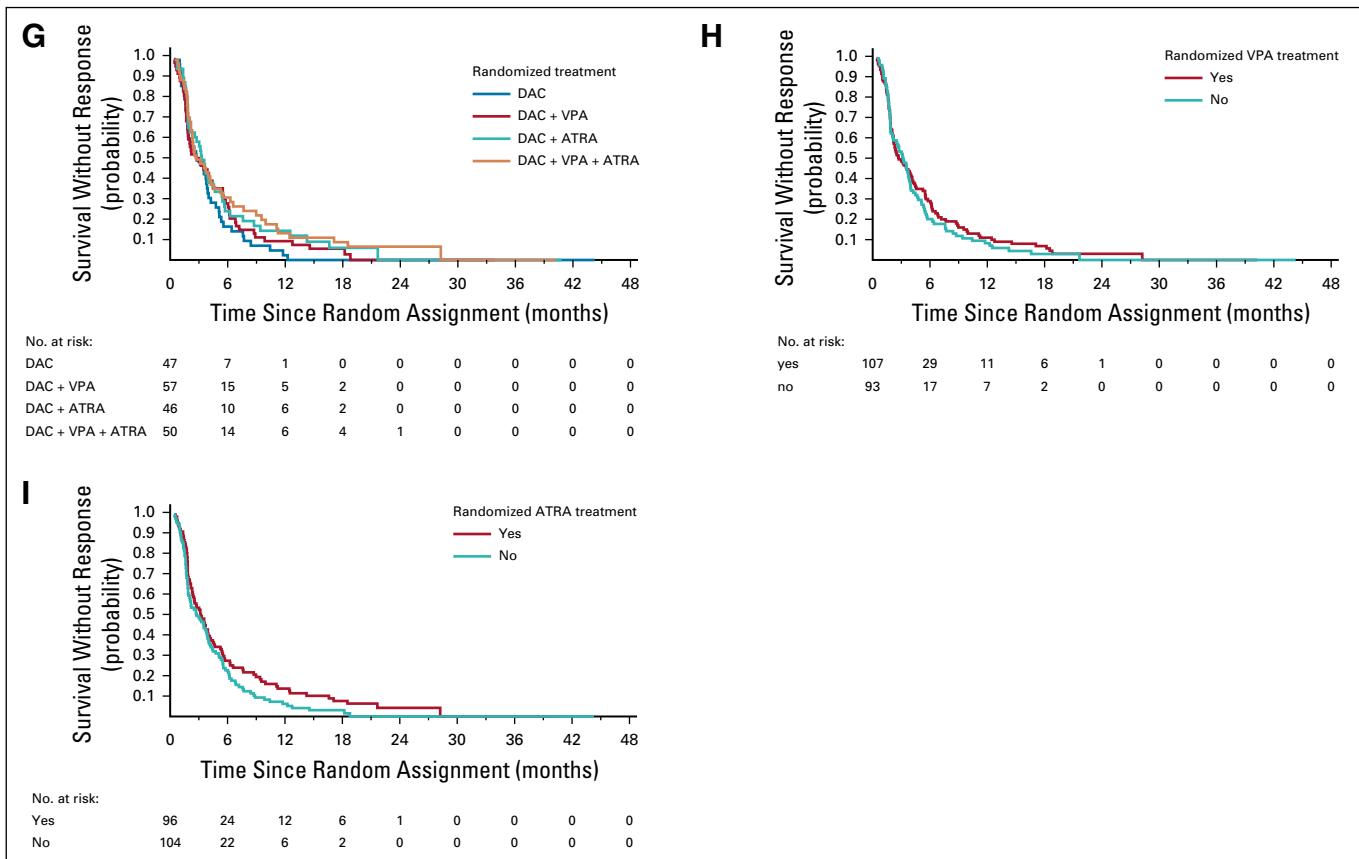 G
Survival Without Response
(probability)
1.0
0.9
0.8
0.7
0.6
0.5
0.4
0.3
0.2
0.1
Randomized treatment
DAC
DAC + VPA
DAC + ATRA
DAC + VPA + ATRA
0 6 12 18 24 30 36 42 48
Time Since Random Assignment (months)
No. at risk:
DAC 47 7 1 0 0 0 0 0 0
DAC + VPA 57 15 5 2 0 0 0 0 0
DAC + ATRA 46 10 6 2 0 0 0 0 0
DAC + VPA + ATRA 50 14 6 4 1 0 0 0 0
H
Survival Without Response
(probability)
1.0
0.9
0.8
0.7
0.6
0.5
0.4
0.3
0.2
0.1
Randomized VPA treatment
Yes
No
0 6 12 18 24 30 36 42 48
Time Since Random Assignment (months)
No. at risk:
yes 107 29 11 6 1 0 0 0 0
no 93 17 7 2 0 0 0 0 0
I
Survival Without Response
(probability)
1.0
0.9
0.8
0.7
0.6
0.5
0.4
0.3
0.2
0.1
Randomized ATRA treatment
Yes
No
0 6 12 18 24 30 36 42 48
Time Since Random Assignment (months)
No. at risk:
Yes 96 24 12 6 1 0 0 0 0
No 104 22 6 2 0 0 0 0 0